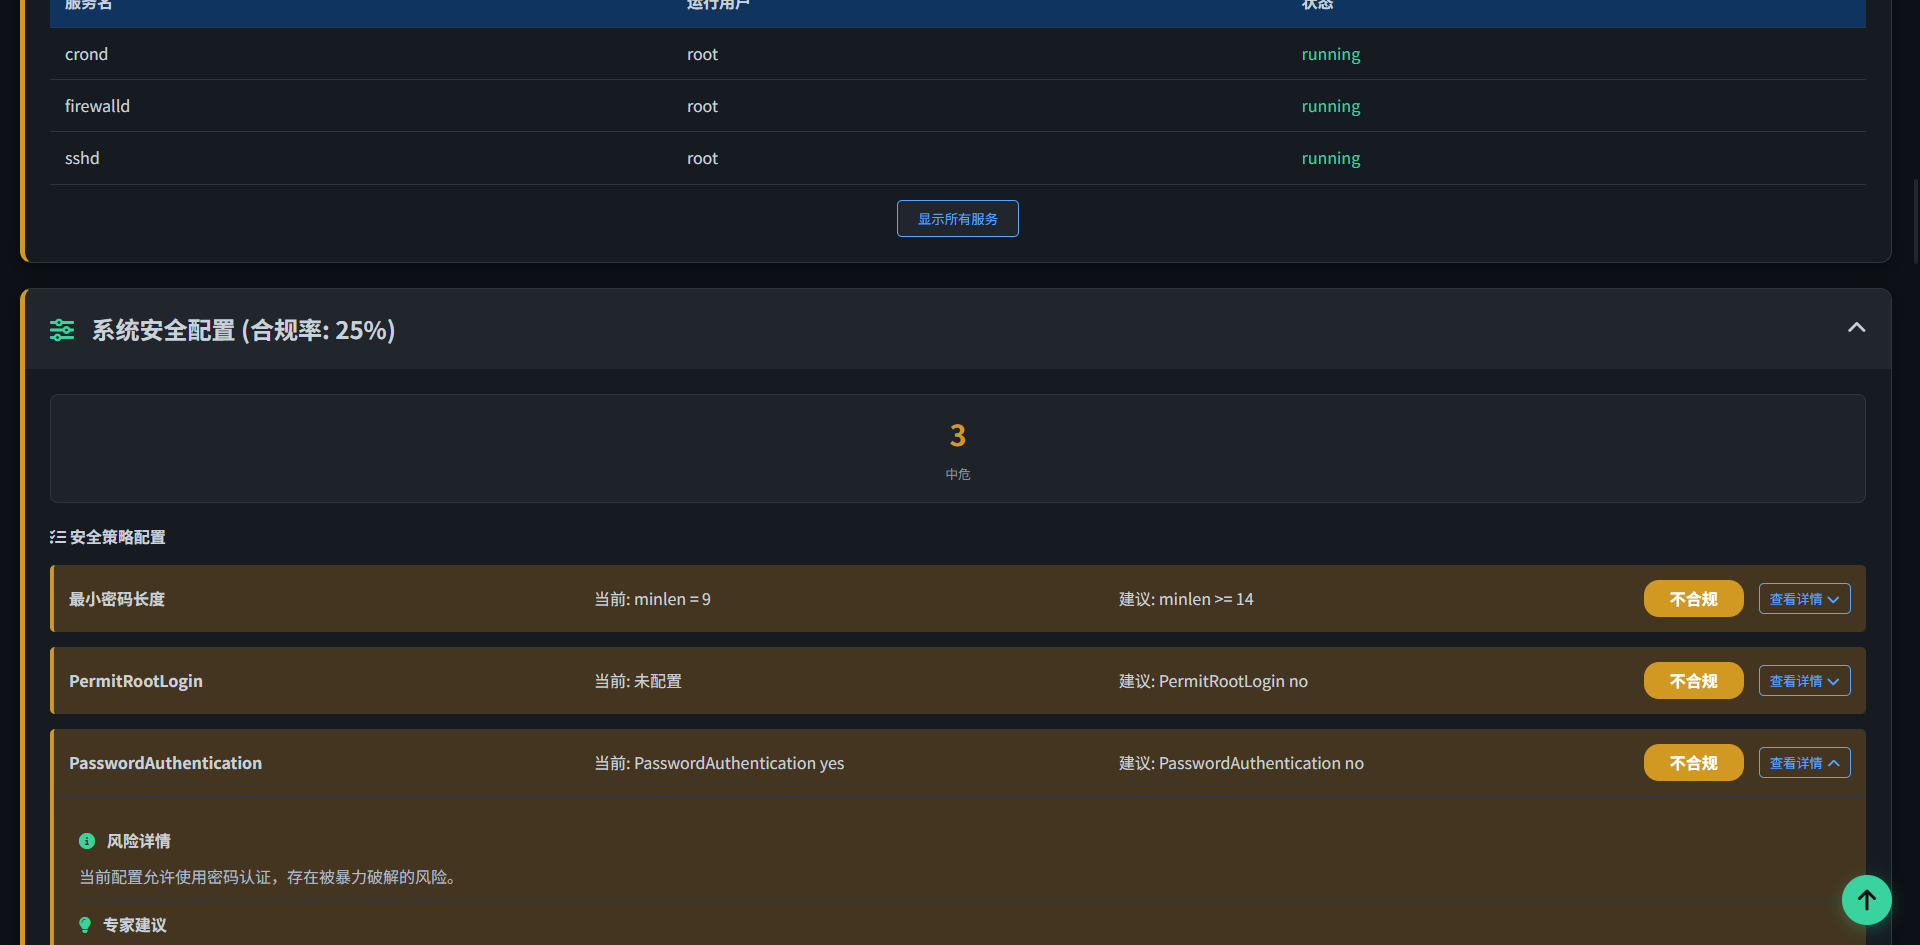 服务名 运行用户 状态
crond root running
firewalld root running
sshd root running
显示所有服务
系统安全配置 (合规率: 25%)
3
中危
安全策略配置
最小密码长度 当前: minlen = 9 建议: minlen >= 14 不合规 查看详情
PermitRootLogin 当前: 未配置 建议: PermitRootLogin no 不合规 查看详情
PasswordAuthentication 当前: PasswordAuthentication yes 建议: PasswordAuthentication no 不合规 查看详情
风险详情
当前配置允许使用密码认证，存在被暴力破解的风险。
专家建议